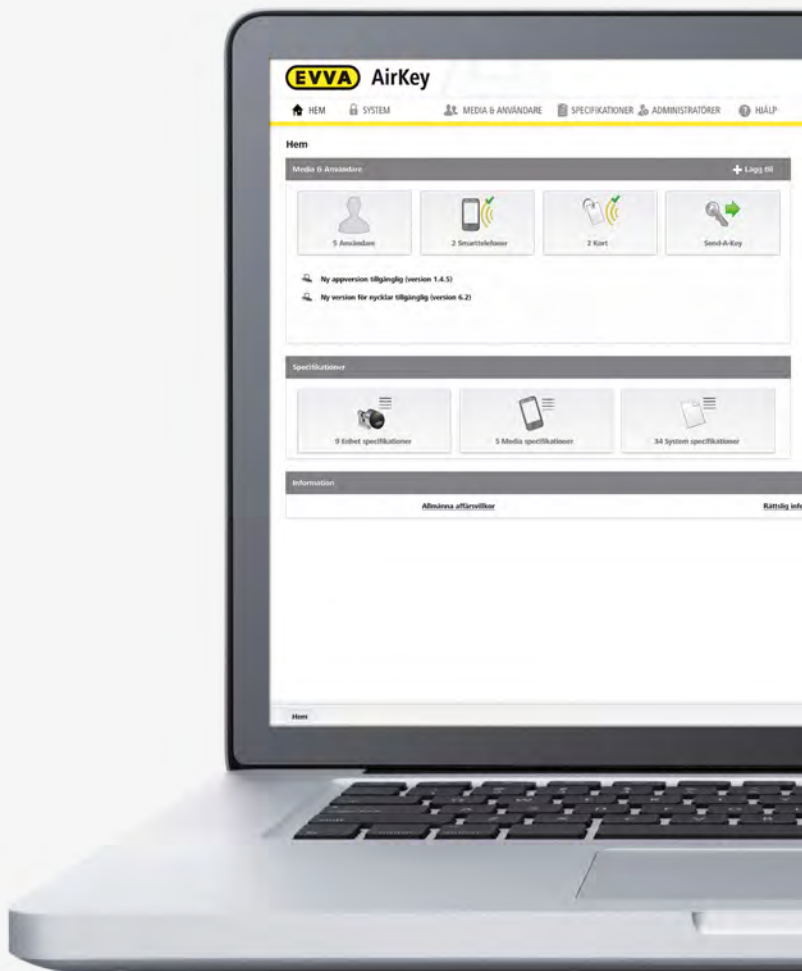 EVVA AirKey
HEM SYSTEM MEDIA & ANVÄNDARE SPECIFIKATIONER ADMINISTRATÖRER HJÄLP
Hem
Media & Användare Lägg till
5 Användare 2 Smarttelefoner 2 Kort Send-A-Key
Ny appversion tillgänglig (version 1.4.5)
Ny version för nycklar tillgänglig (version 6.2)
Specifikationer
9 Enhet specifikationer 5 Media specifikationer 34 System specifikationer
Information
Allmänna affärsvillkor Rättslig info
Hem